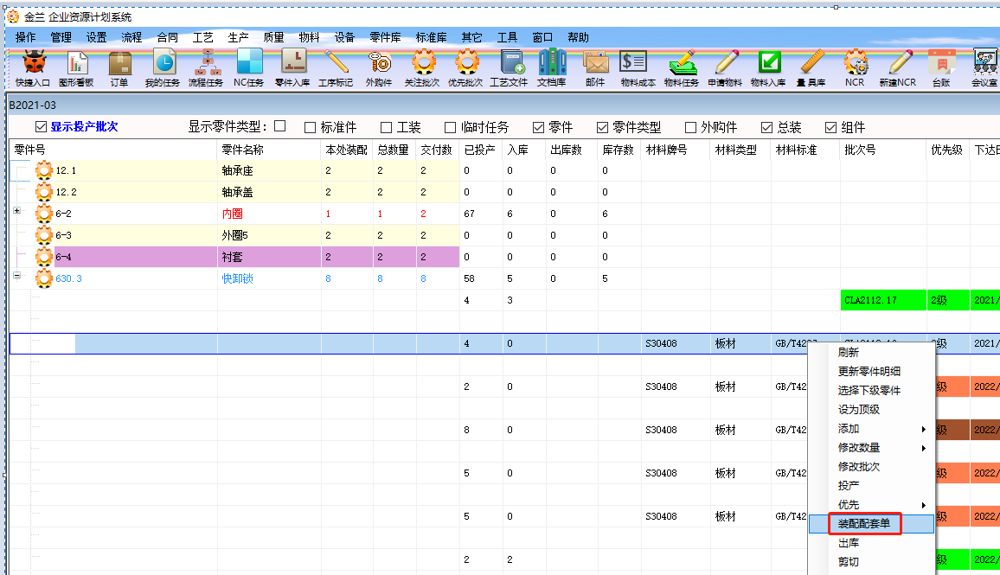 金兰 企业资源计划系统
操作 管理 设置 流程 合同 工艺 生产 质量 物料 设备 零件库 标准库 其它 工具 窗口 帮助
快捷入口 图形看板 订单 我的任务 流程任务 NC任务 零件入库 工序标记 外购件 关注批次 优先批次 工艺文件 文档库 邮件 物料成本 物料任务 申请物料 物料入库 量具库 NCR 新建NCR 台账 会议室
B2021-03
显示投产批次 显示零件类型： 标准件 工装 临时任务 零件 零件类型 外购件 总装 组件
零件号 零件名称 本处装配 总数量 交付数 已投产 入库 出库数 库存数 材料牌号 材料类型 材料标准 批次号 优先级 下达日
12.1 轴承座 2 2 2 0 0 0 0
12.2 轴承盖 2 2 2 0 0 0 0
6-2 内圈 1 1 2 67 6 0 6
6-3 外圈5 2 2 2 0 0 0 0
6-4 衬套 2 2 2 0 0 0 0
630.3 快卸锁 8 8 8 58 5 0 5
4 3 CLA2112.17 2级 2021/
4 0 S30408 板材 GB/T42 级 2021/
刷新
更新零件明细
2 0 S30408 板材 GB/T42 级 2022/
选择下级零件
设为顶级
8 0 S30408 板材 GB/T42 级 2022/
添加
修改数量
修改批次
5 0 S30408 板材 GB/T42 级 2022/
投产
优先
5 0 S30408 板材 GB/T42 级 2022/
装配配套单
出库
2 2 级 2022/
剪切